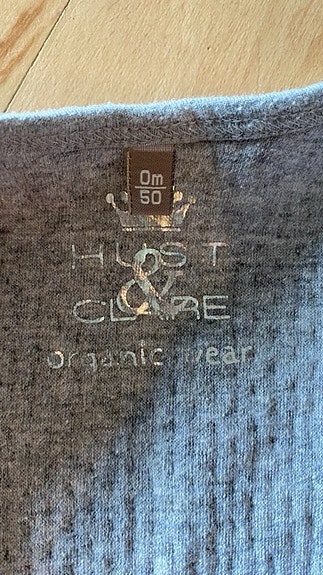 0m
50
HUST
&
CLAIRE
organic wear